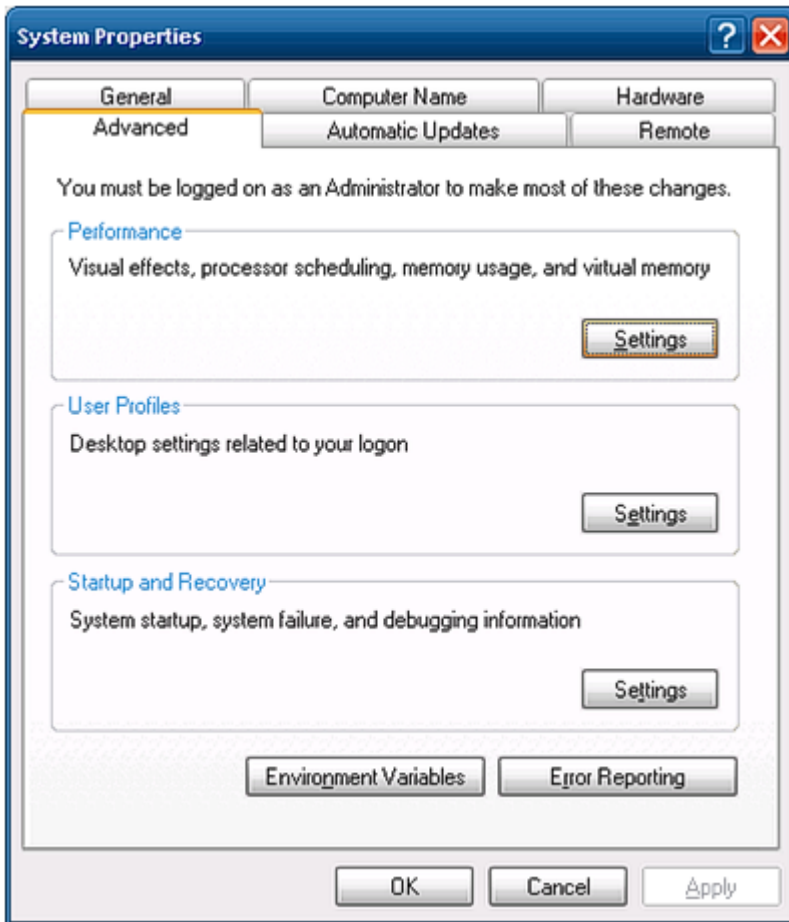 System Properties
General Computer Name Hardware
Advanced Automatic Updates Remote
You must be logged on as an Administrator to make most of these changes.
Performance
Visual effects, processor scheduling, memory usage, and virtual memory
Settings
User Profiles
Desktop settings related to your logon
Settings
Startup and Recovery
System startup, system failure, and debugging information
Settings
Environment Variables Error Reporting
OK Cancel Apply